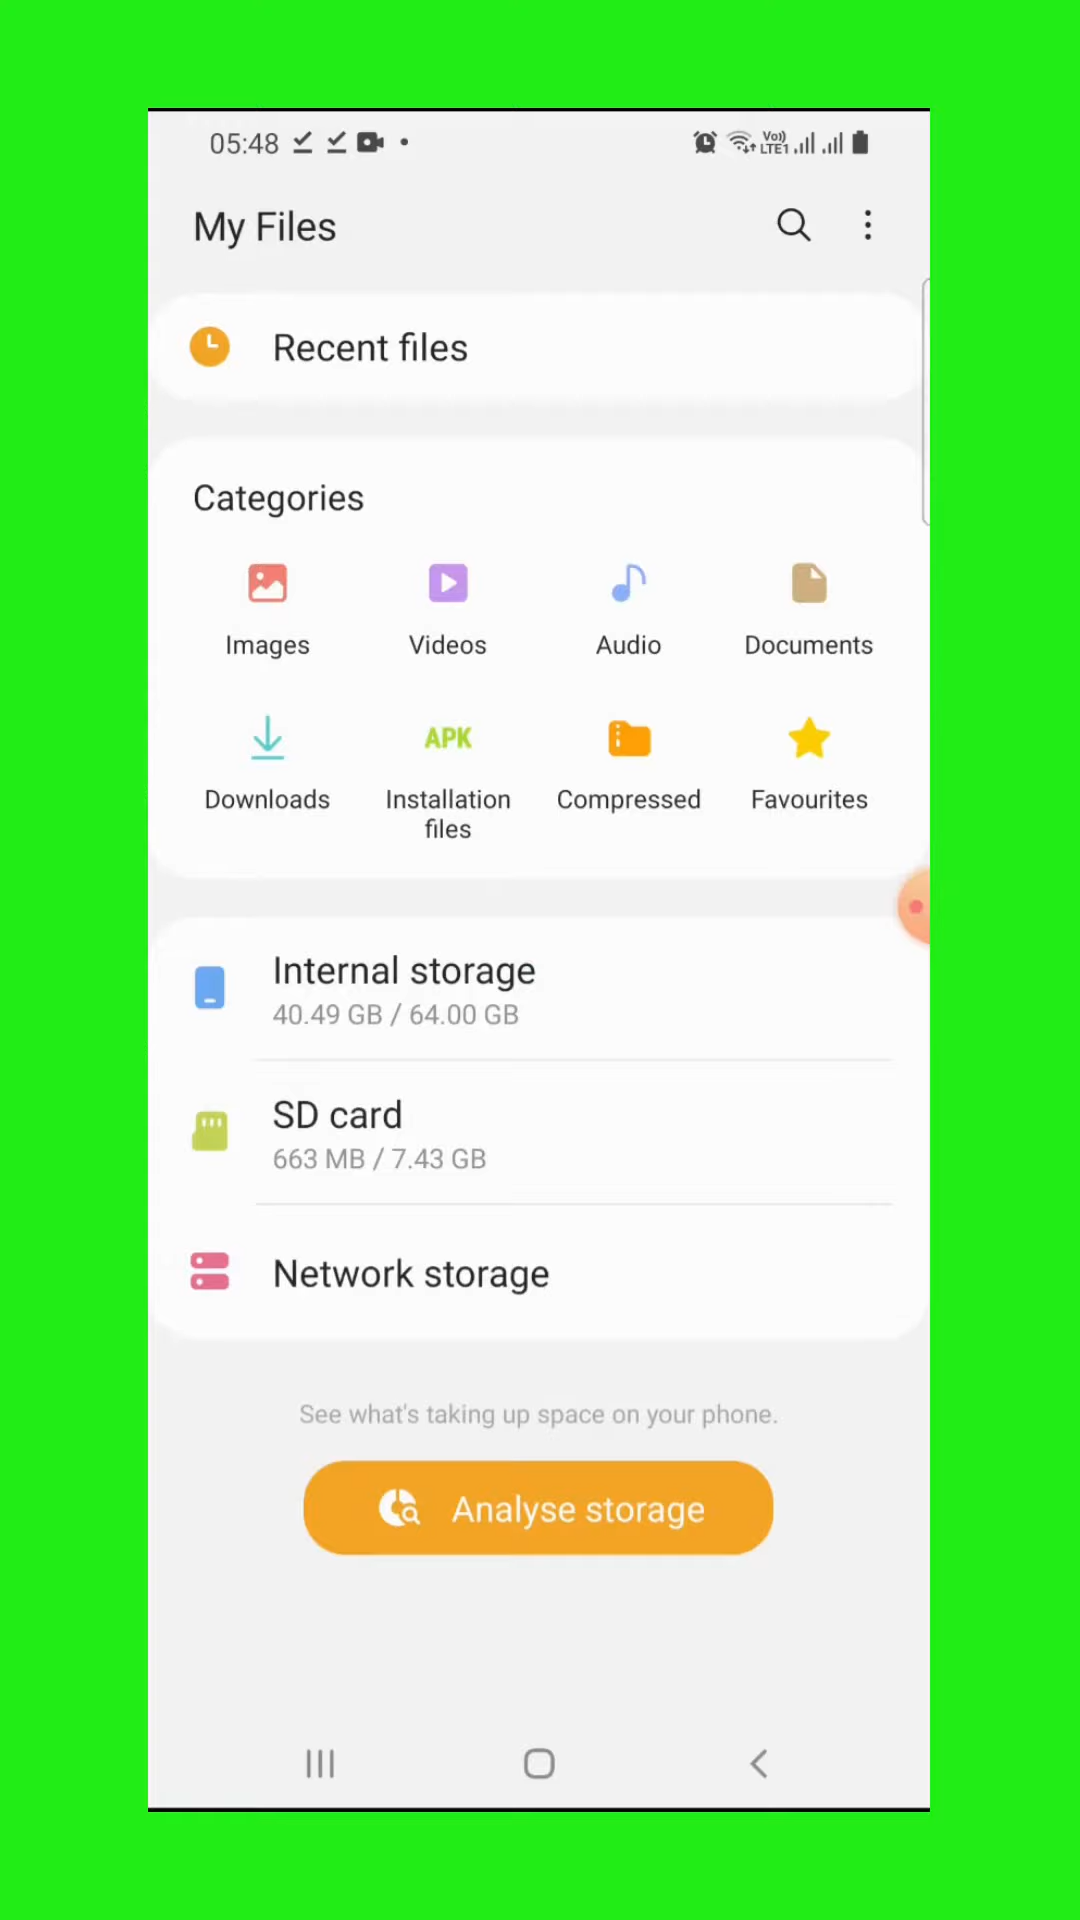 05:48
Vo))
LTE1
My Files
Recent files
Categories
Images
Videos
Audio
Documents
APK
Downloads
Installation
files
Compressed
Favourites
Internal storage
40.49 GB / 64.00 GB
SD card
663 MB / 7.43 GB
Network storage
See what's taking up space on your phone.
Analyse storage